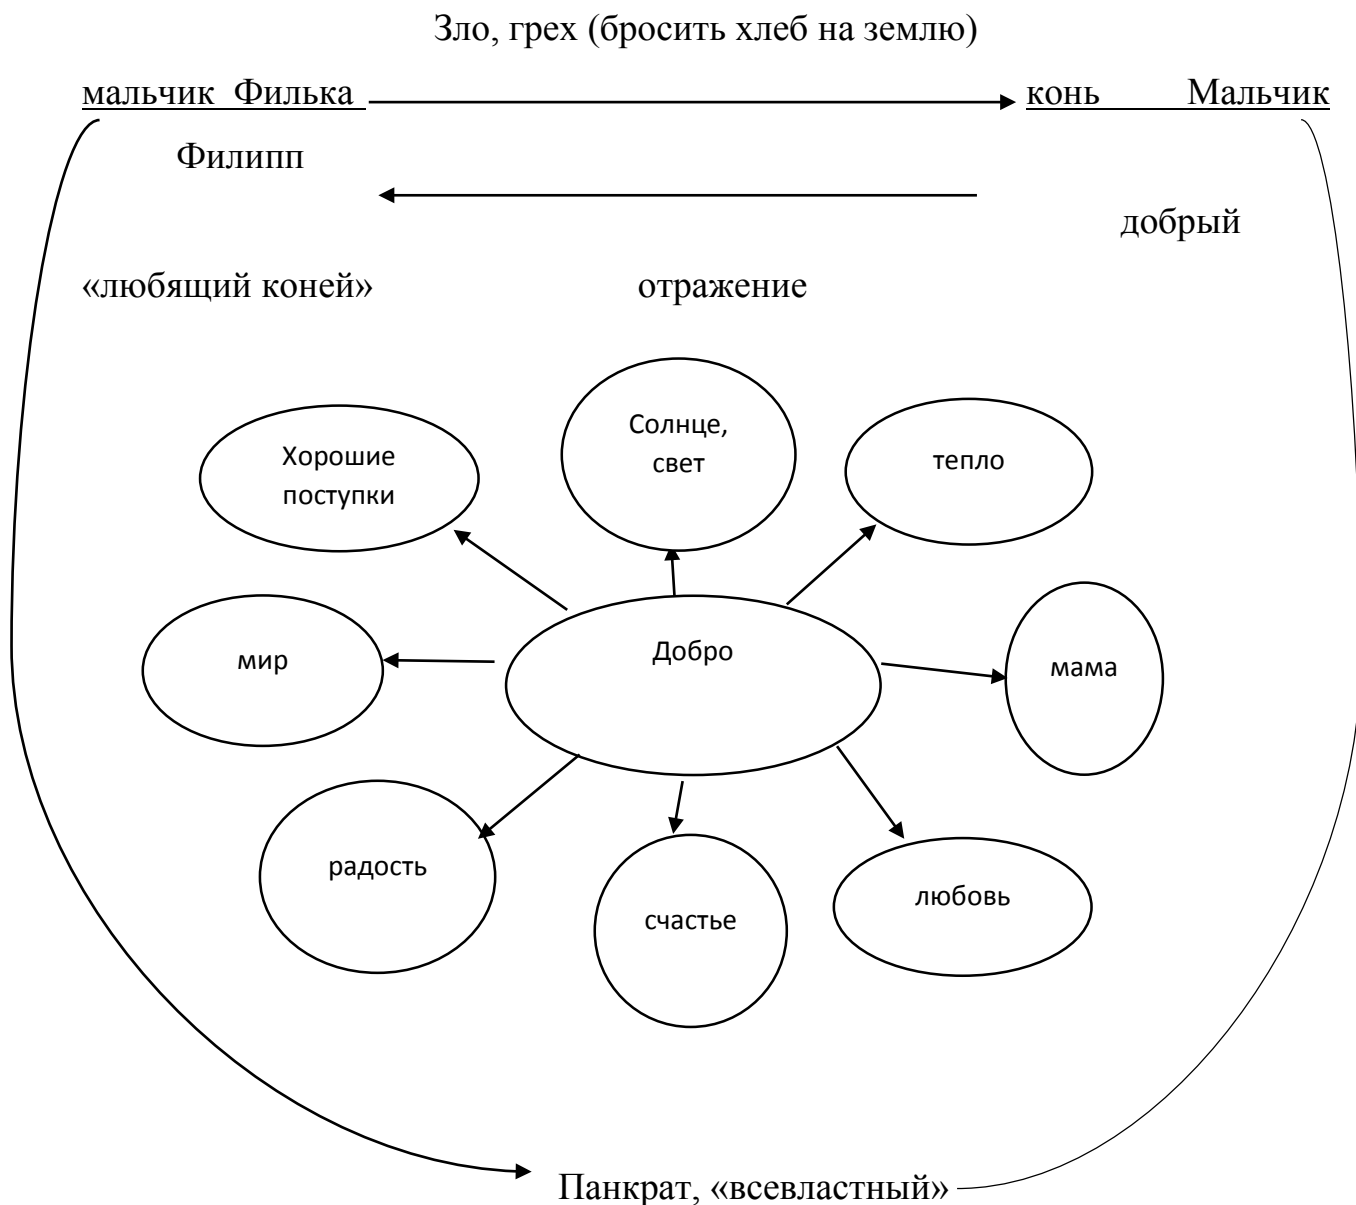 Зло, грех (бросить хлеб на землю)
мальчик Филька конь Мальчик
Филипп
добрый
«любящий коней» отражение
Солнце,
свет
Хорошие
поступки
тепло
мир
Добро
мама
радость
счастье
любовь
Панкрат, «всевластный»